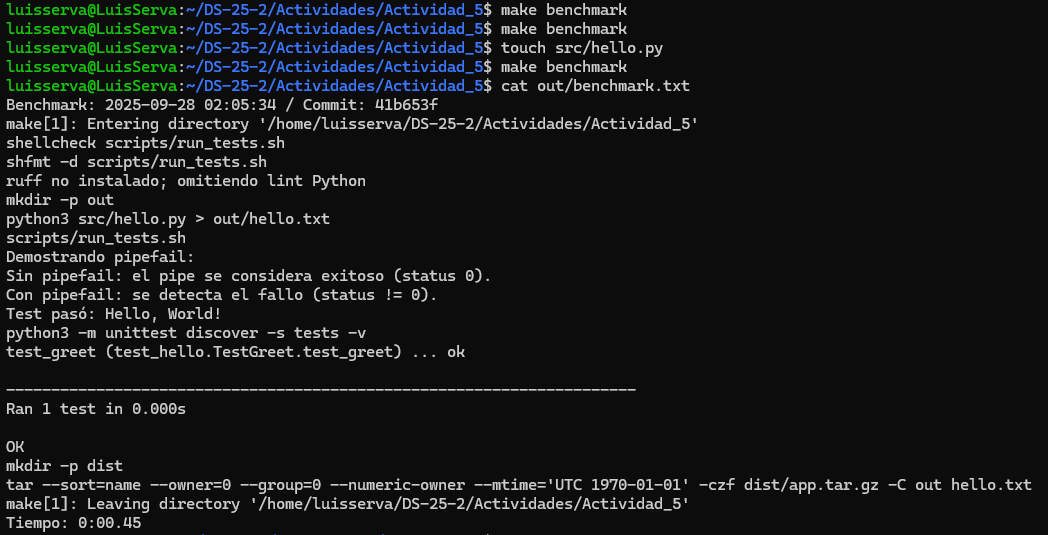 luisserva@LuisServa:~/DS-25-2/Actividades/Actividad_5$ make benchmark
luisserva@LuisServa:~/DS-25-2/Actividades/Actividad_5$ make benchmark
luisserva@LuisServa:~/DS-25-2/Actividades/Actividad_5$ touch src/hello.py
luisserva@LuisServa:~/DS-25-2/Actividades/Actividad_5$ make benchmark
luisserva@LuisServa:~/DS-25-2/Actividades/Actividad_5$ cat out/benchmark.txt
Benchmark: 2025-09-28 02:05:34 / Commit: 41b653f
make[1]: Entering directory '/home/luisserva/DS-25-2/Actividades/Actividad_5'
shellcheck scripts/run_tests.sh
shfmt -d scripts/run_tests.sh
ruff no instalado; omitiendo lint Python
mkdir -p out
python3 src/hello.py > out/hello.txt
scripts/run_tests.sh
Demostrando pipefail:
Sin pipefail: el pipe se considera exitoso (status 0).
Con pipefail: se detecta el fallo (status != 0).
Test pasó: Hello, World!
python3 -m unittest discover -s tests -v
test_greet (test_hello.TestGreet.test_greet) ... ok

----------------------------------------------------------------------
Ran 1 test in 0.000s

OK
mkdir -p dist
tar --sort=name --owner=0 --group=0 --numeric-owner --mtime='UTC 1970-01-01' -czf dist/app.tar.gz -C out hello.txt
make[1]: Leaving directory '/home/luisserva/DS-25-2/Actividades/Actividad_5'
Tiempo: 0:00.45